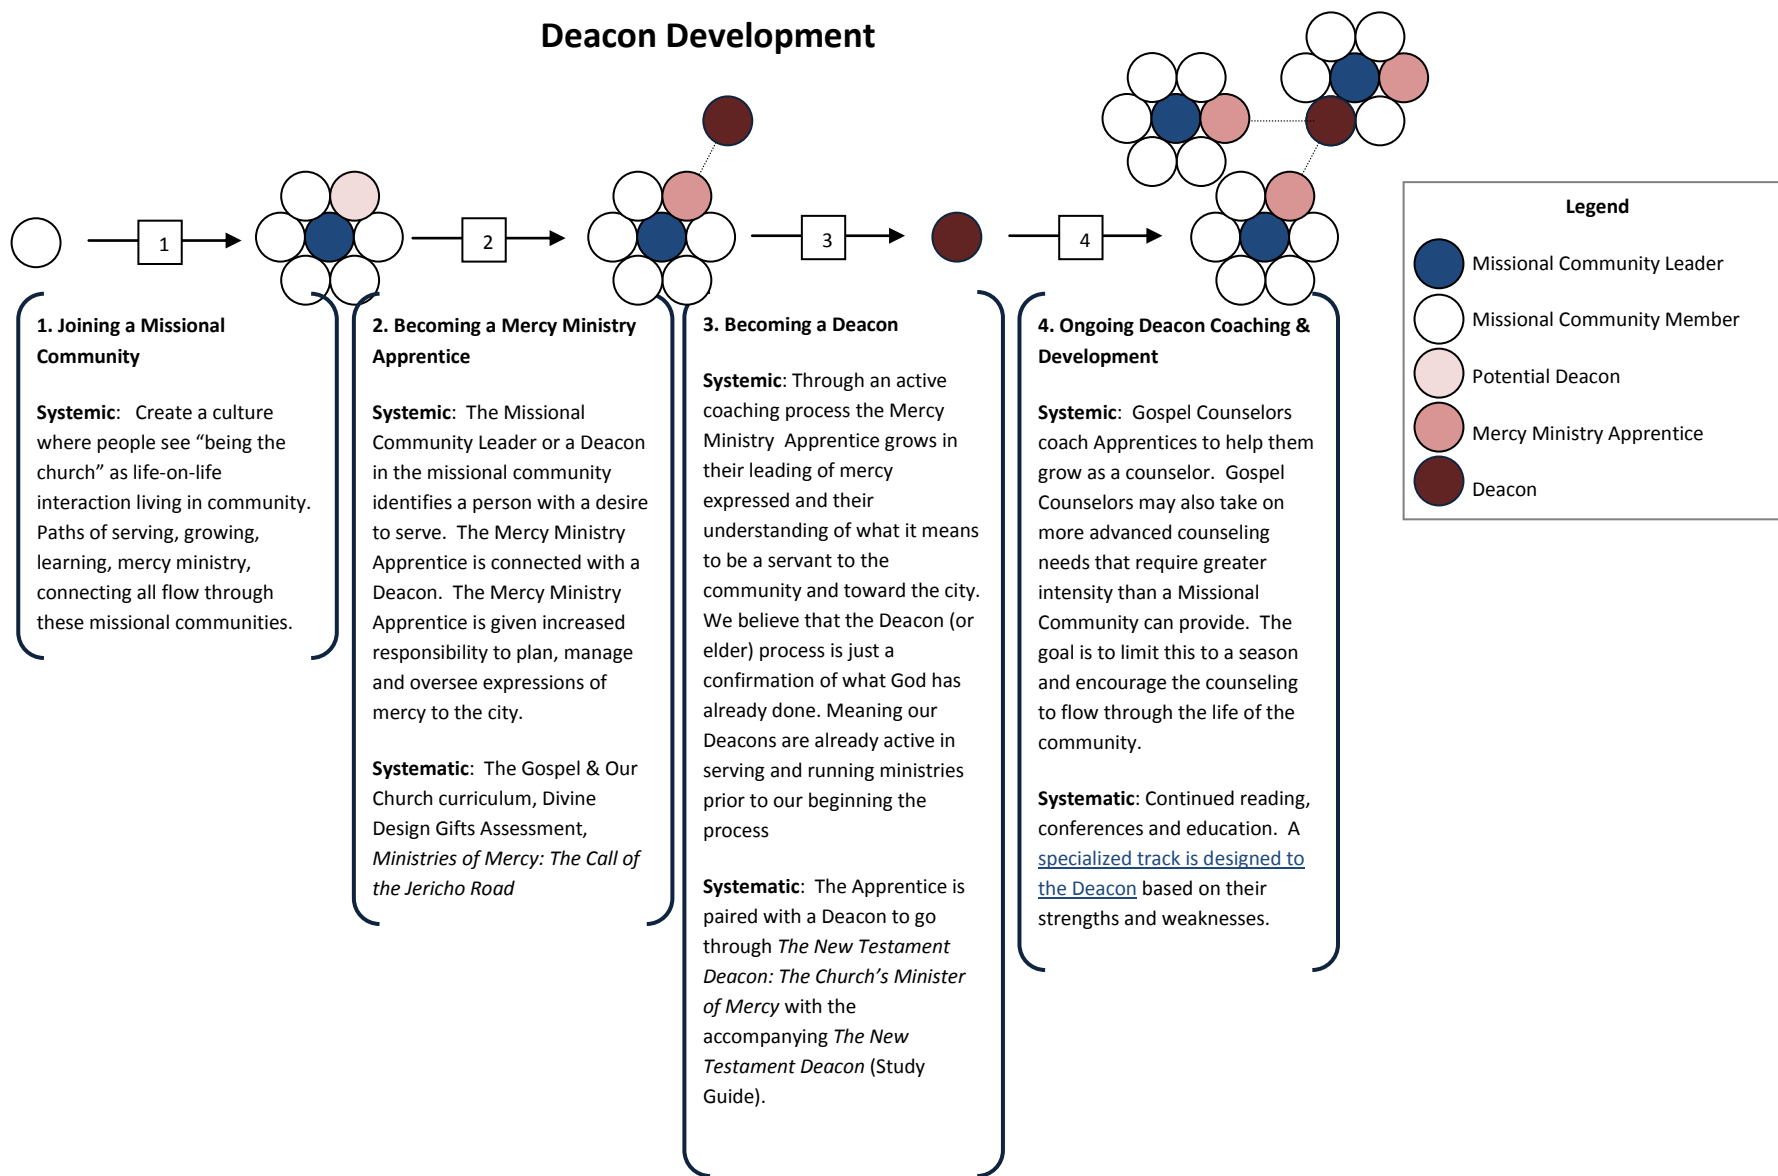 Deacon Development
1
2
3
4
1. Joining a Missional
Community
Systemic:   Create a culture
where people see “being the
church” as life-on-life
interaction living in community.
Paths of serving, growing,
learning, mercy ministry,
connecting all flow through
these missional communities.
2. Becoming a Mercy Ministry
Apprentice
Systemic:  The Missional
Community Leader or a Deacon
in the missional community
identifies a person with a desire
to serve.  The Mercy Ministry
Apprentice is connected with a
Deacon.  The Mercy Ministry
Apprentice is given increased
responsibility to plan, manage
and oversee expressions of
mercy to the city.
Systematic:  The Gospel & Our
Church curriculum, Divine
Design Gifts Assessment,
Ministries of Mercy: The Call of
the Jericho Road
3. Becoming a Deacon
Systemic: Through an active
coaching process the Mercy
Ministry  Apprentice grows in
their leading of mercy
expressed and their
understanding of what it means
to be a servant to the
community and toward the city.
We believe that the Deacon (or
elder) process is just a
confirmation of what God has
already done. Meaning our
Deacons are already active in
serving and running ministries
prior to our beginning the
process
Systematic:  The Apprentice is
paired with a Deacon to go
through The New Testament
Deacon: The Church’s Minister
of Mercy with the
accompanying The New
Testament Deacon (Study
Guide).
4. Ongoing Deacon Coaching &
Development
Systemic:  Gospel Counselors
coach Apprentices to help them
grow as a counselor.  Gospel
Counselors may also take on
more advanced counseling
needs that require greater
intensity than a Missional
Community can provide.  The
goal is to limit this to a season
and encourage the counseling
to flow through the life of the
community.
Systematic: Continued reading,
conferences and education.  A
specialized track is designed to
the Deacon based on their
strengths and weaknesses.
Legend
Missional Community Leader
Missional Community Member
Potential Deacon
Mercy Ministry Apprentice
Deacon